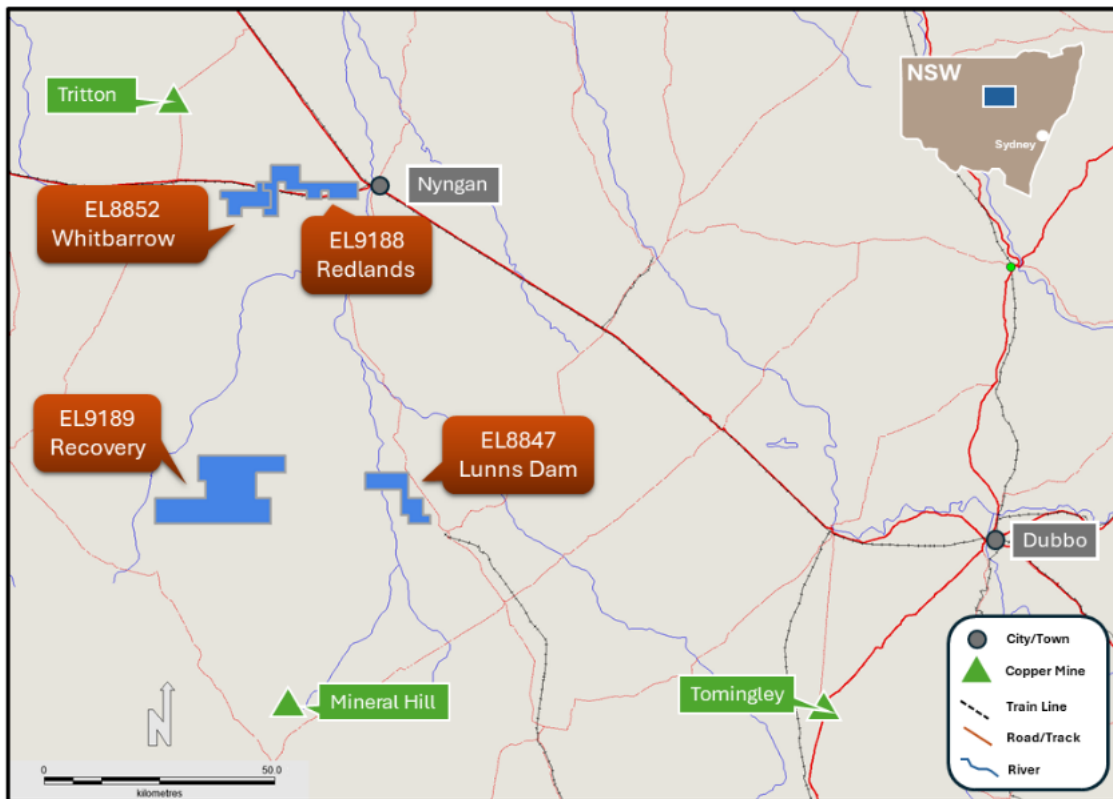 NSW
Sydney
Tritton
Nyngan
EL8852
Whitbarrow
EL9188
Redlands
EL9189
Recovery
EL8847
Lunns Dam
Dubbo
Mineral Hill
Tomingley
City/Town
Copper Mine
Train Line
Road/Track
River
N
0
50.0
kilometres